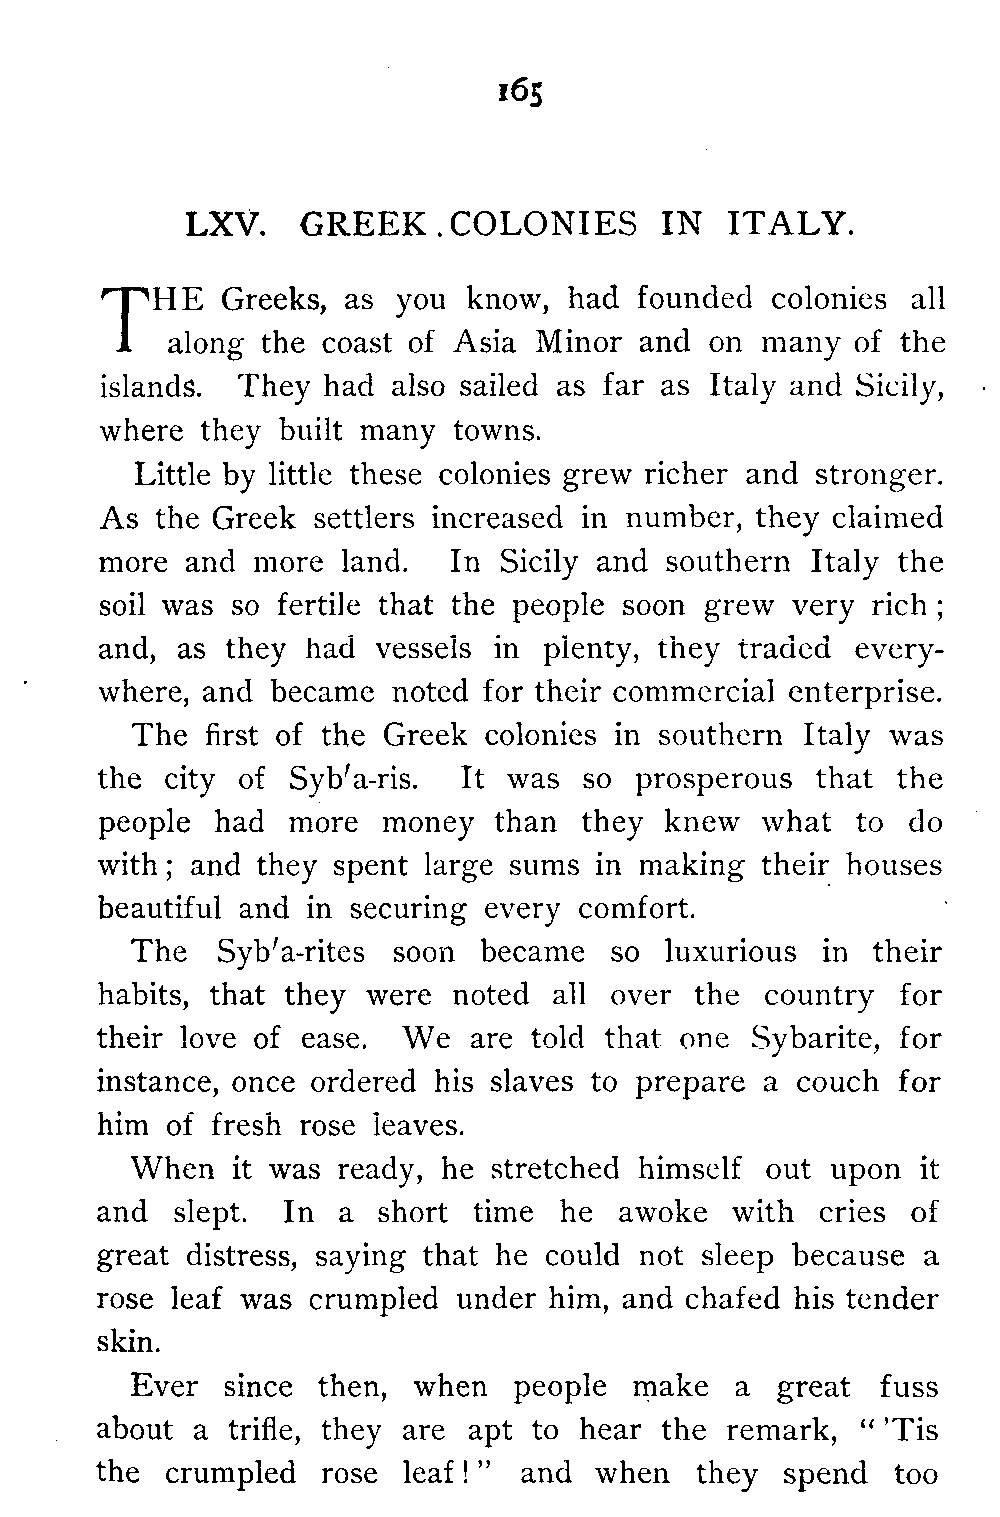 165
LXV. GREEK.COLONIES IN ITALY.
THE Greeks, as you know, had founded colonies all
along the coast of Asia Minor and on many of the
islands. They had also sailed as far as Italy and Sicily,
where they built many towns.
Little by little these colonies grew richer and stronger.
As the Greek settlers increased in number, they claimed
more and more land. In Sicily and southern Italy the
soil was so fertile that the people soon grew very rich ;
and, as they had vessels in plenty, they traded every-
where, and became noted for their commercial enterprise.
The first of the Greek colonies in southern Italy was
the city of Syb′a-ris. It was so prosperous that the
people had more money than they knew what to do
with ; and they spent large sums in making their houses
beautiful and in securing every comfort.
The Syb′a-rites soon became so luxurious in their
habits, that they were noted all over the country for
their love of ease. We are told that one Sybarite, for
instance, once ordered his slaves to prepare a couch for
him of fresh rose leaves.
When it was ready, he stretched himself out upon it
and slept. In a short time he awoke with cries of
great distress, saying that he could not sleep because a
rose leaf was crumpled under him, and chafed his tender
skin.
Ever since then, when people make a great fuss
about a trifle, they are apt to hear the remark, “ ’Tis
the crumpled rose leaf ! ” and when they spend too